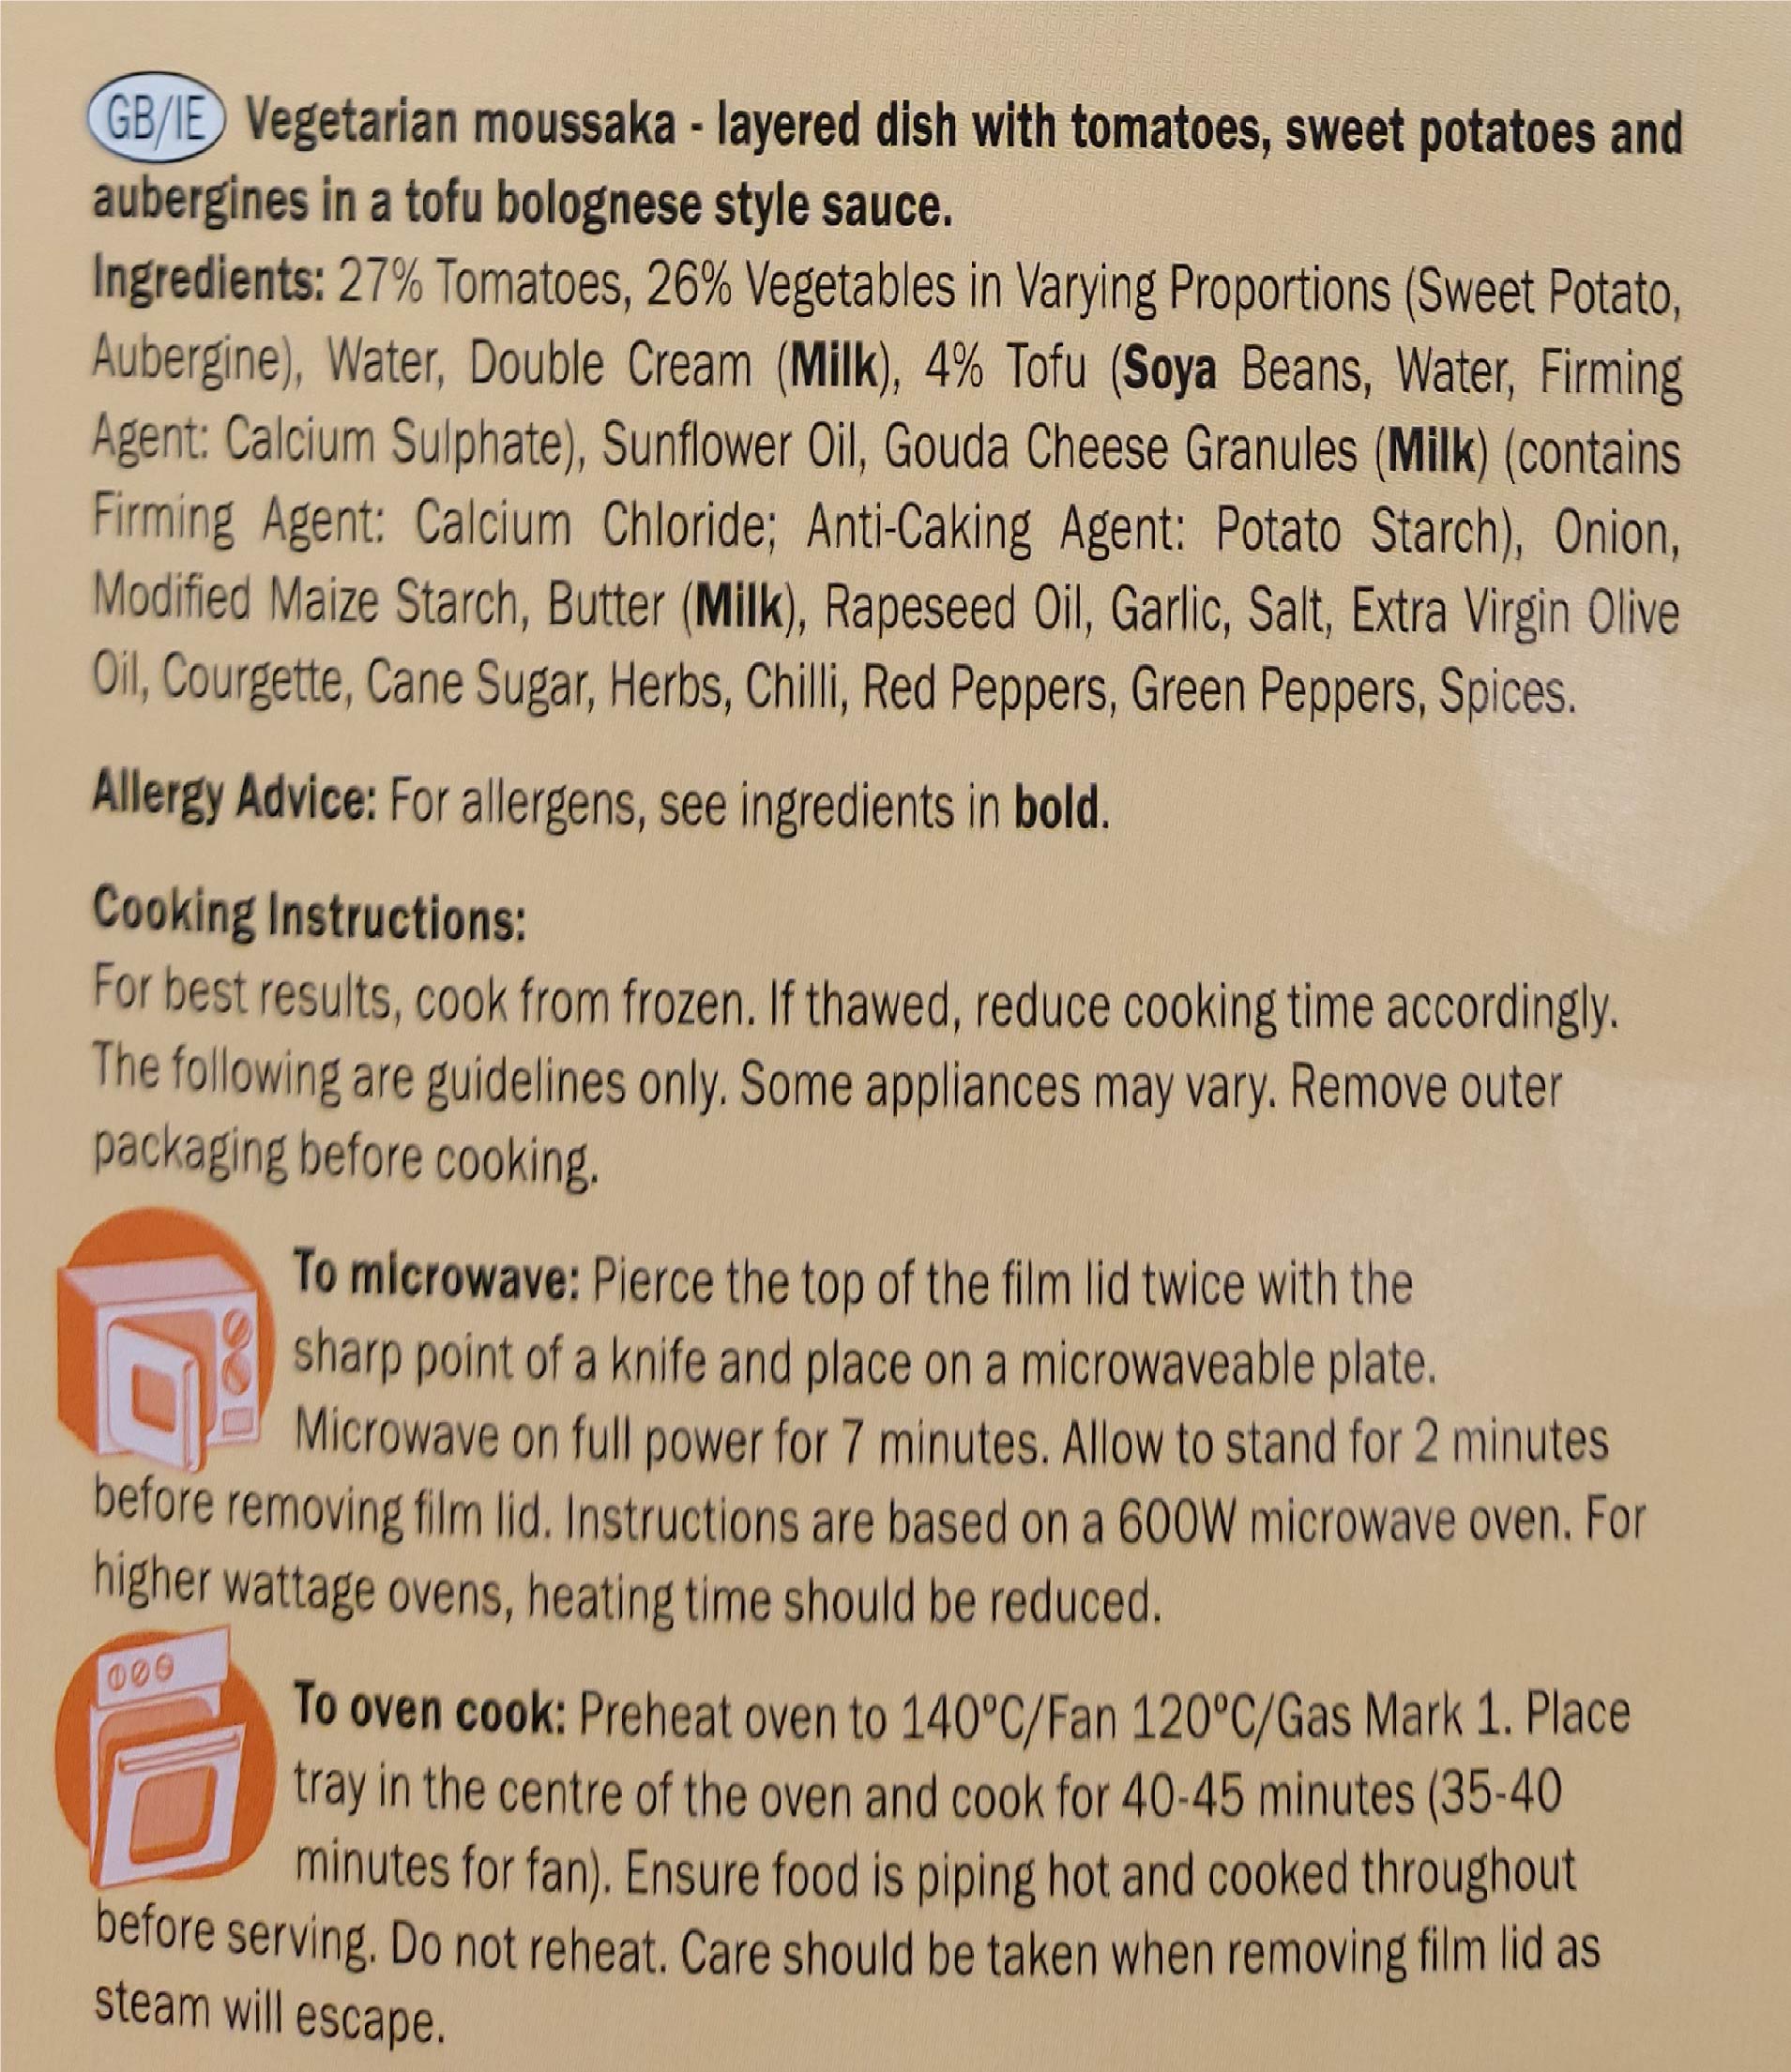 GB/IE Vegetarian moussaka - layered dish with tomatoes, sweet potatoes and
aubergines in a tofu bolognese style sauce.
Ingredients: 27% Tomatoes, 26% Vegetables in Varying Proportions (Sweet Potato,
Aubergine), Water, Double Cream (Milk), 4% Tofu (Soya Beans, Water, Firming
Agent: Calcium Sulphate), Sunflower Oil, Gouda Cheese Granules (Milk) (contains
Firming Agent: Calcium Chloride; Anti-Caking Agent: Potato Starch), Onion,
Modified Maize Starch, Butter (Milk), Rapeseed Oil, Garlic, Salt, Extra Virgin Olive
Oil, Courgette, Cane Sugar, Herbs, Chilli, Red Peppers, Green Peppers, Spices.
Allergy Advice: For allergens, see ingredients in bold.
Cooking Instructions:
For best results, cook from frozen. If thawed, reduce cooking time accordingly.
The following are guidelines only. Some appliances may vary. Remove outer
packaging before cooking.
To microwave: Pierce the top of the film lid twice with the
sharp point of a knife and place on a microwaveable plate.
Microwave on full power for 7 minutes. Allow to stand for 2 minutes
before removing film lid. Instructions are based on a 600W microwave oven. For
higher wattage ovens, heating time should be reduced.
To oven cook: Preheat oven to 140°C/Fan 120°C/Gas Mark 1. Place
tray in the centre of the oven and cook for 40-45 minutes (35-40
minutes for fan). Ensure food is piping hot and cooked throughout
before serving. Do not reheat. Care should be taken when removing film lid as
steam will escape.